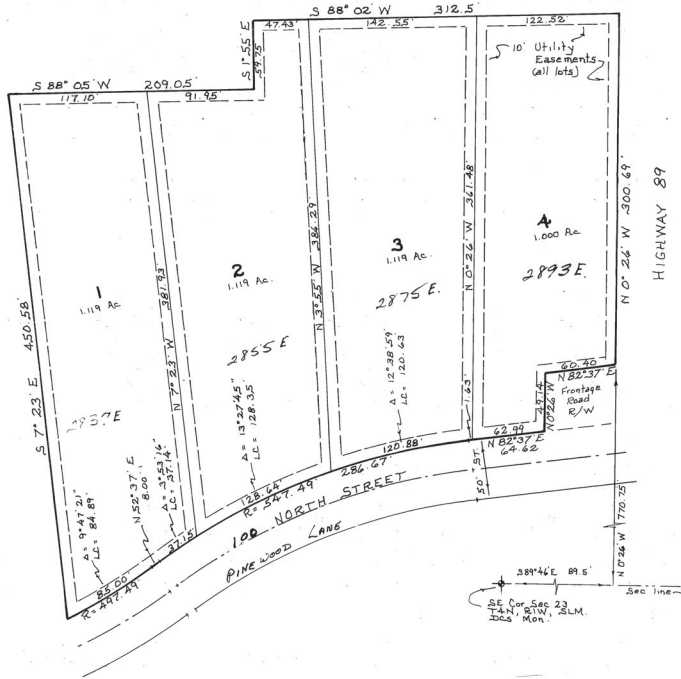 S 88° 02' W 312.5'
47.43' 142.55' 122.52'
S 1° 55' E
54.75
10' Utility
Easements
(all lots)
S 88° 05' W 209.05'
117.10' 91.95'
HIGHWAY 89
N 0° 26' W 300.69'
N 0° 26' W 361.48'
N 3° 55' W 386.29'
N 7° 23' W 381.93'
S 7° 23' E 450.58'
1
1.119 Ac.
2837E
2
1.119 Ac.
2855E
3
1.119 Ac.
2875E.
4
1.000 Ac.
2893E.
60.40
N 82° 37' E
Frontage
Road
R/W
49.14
N 0° 26' W
62.99
N 82° 37' E
64.62
1.63'
Δ = 12° 38' 59"
LC = 120.63
120.88'
286.67'
Δ = 13° 27' 45"
LC = 128.35
128.64'
R = 547.49'
Δ = 3° 53' 16"
LC = 37.14'
37.15'
N 52° 37' E
8.00'
Δ = 9° 47' 21"
LC = 84.89'
85.00'
R = 497.49'
100 NORTH STREET
PINEWOOD LANE
50' ST.
N 0° 26' W 770.75'
S 89° 46' E 89.5'
Sec line
SE Cor. Sec 23
T4N, R1W, SLM.
DCS Mon.